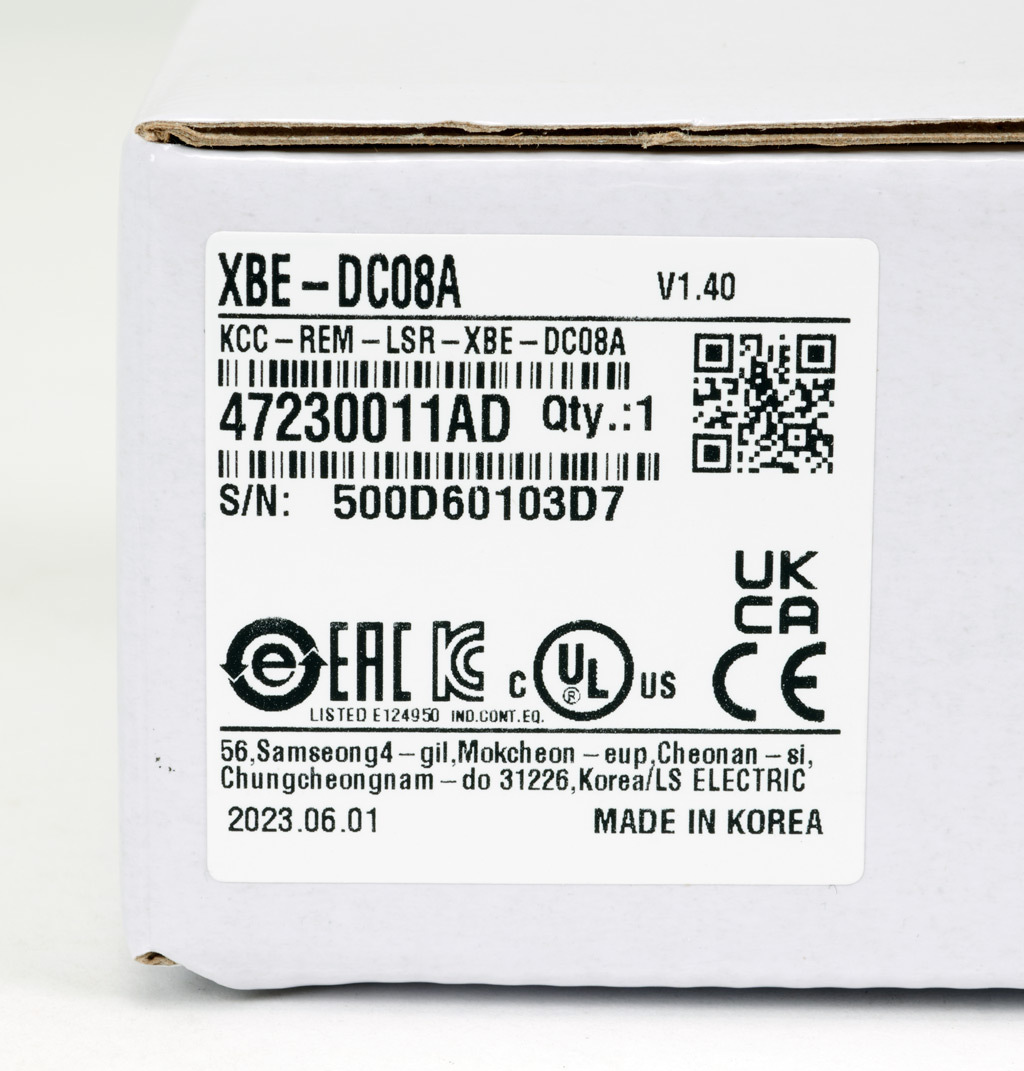 XBE-DC08A V1.40
KCC-REM-LSR-XBE-DC08A
47230011AD Qty.:1
S/N: 500D60103D7
UK
CA
e EAC KC C UL US CE
®
LISTED E124950 IND.CONT.EQ.
56,Samseong4-gil,Mokcheon-eup,Cheonan-si,
Chungcheongnam-do 31226,Korea/LS ELECTRIC
2023.06.01 MADE IN KOREA